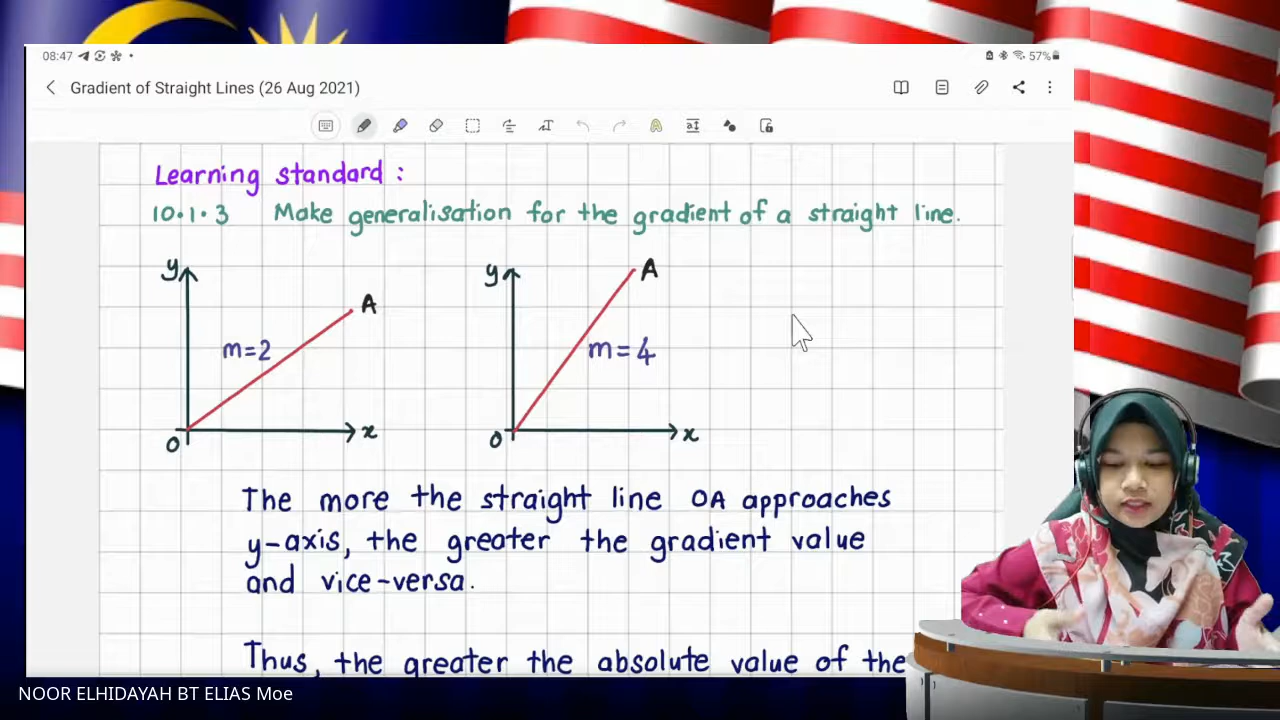 08:47
57%
Gradient of Straight Lines (26 Aug 2021)
Learning standard :
10.1.3 Make generalisation for the gradient of a straight line.
y
A
m=2
O
x
y
A
m=4
O
x
The more the straight line OA approaches
y-axis, the greater the gradient value
and vice-versa.
Thus, the greater the absolute value of the
NOOR ELHIDAYAH BT ELIAS Moe